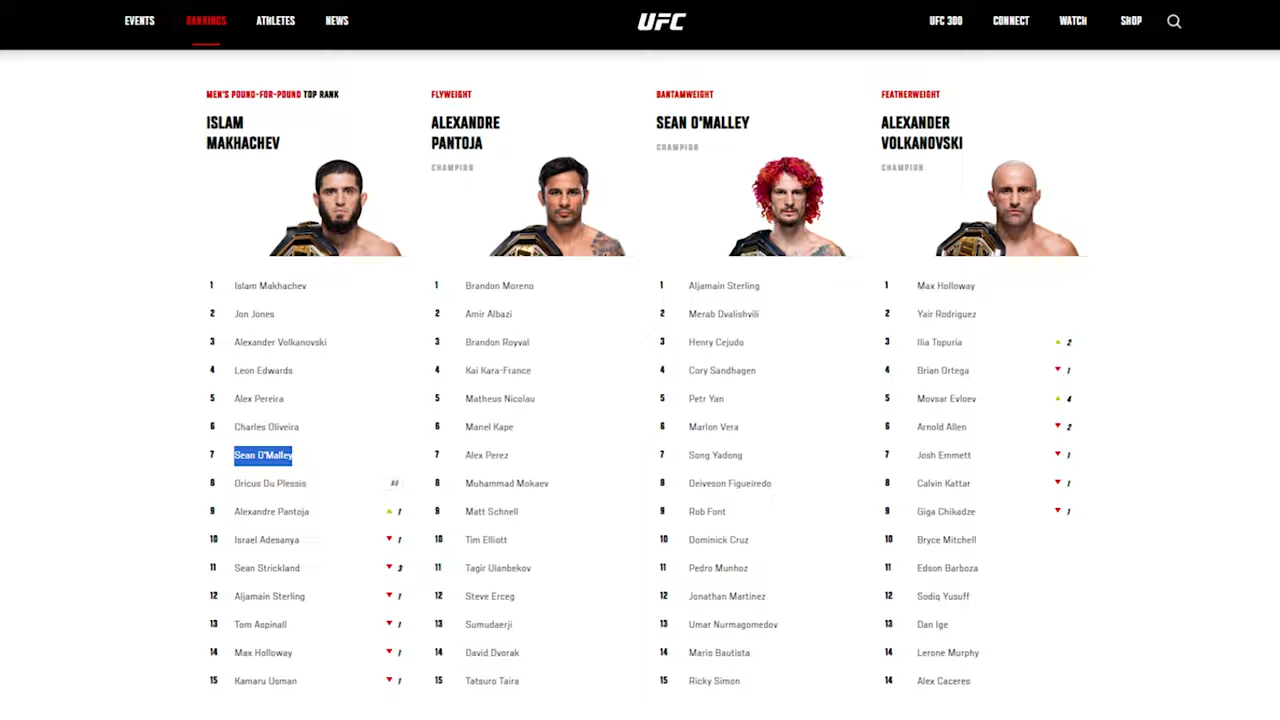 EVENTS RANKINGS ATHLETES NEWS UFC UFC 300 CONNECT WATCH SHOP
MEN'S POUND-FOR-POUND TOP RANK
ISLAM
MAKHACHEV
1 Islam Makhachev
2 Jon Jones
3 Alexander Volkanovski
4 Leon Edwards
5 Alex Pereira
6 Charles Oliveira
7 Sean O'Malley
8 Dricus Du Plessis
9 Alexandre Pantoja 1
10 Israel Adesanya 1
11 Sean Strickland 3
12 Aljamain Sterling 1
13 Tom Aspinall 1
14 Max Holloway 1
15 Kamaru Usman 1
FLYWEIGHT
ALEXANDRE
PANTOJA
CHAMPION
1 Brandon Moreno
2 Amir Albazi
3 Brandon Royval
4 Kai Kara-France
5 Matheus Nicolau
6 Manel Kape
7 Alex Perez
8 Muhammad Mokaev
9 Matt Schnell
10 Tim Elliott
11 Tagir Ulanbekov
12 Steve Erceg
13 Sumudaerji
14 David Dvorak
15 Tatsuro Taira
BANTAMWEIGHT
SEAN O'MALLEY
CHAMPION
1 Aljamain Sterling
2 Merab Dvalishvili
3 Henry Cejudo
4 Cory Sandhagen
5 Petr Yan
6 Marlon Vera
7 Song Yadong
8 Deiveson Figueiredo
9 Rob Font
10 Dominick Cruz
11 Pedro Munhoz
12 Jonathan Martinez
13 Umar Nurmagomedov
14 Mario Bautista
15 Ricky Simon
FEATHERWEIGHT
ALEXANDER
VOLKANOVSKI
CHAMPION
1 Max Holloway
2 Yair Rodriguez
3 Ilia Topuria 2
4 Brian Ortega 1
5 Movsar Evloev 4
6 Arnold Allen 2
7 Josh Emmett 1
8 Calvin Kattar 1
9 Giga Chikadze 1
10 Bryce Mitchell
11 Edson Barboza
12 Sodiq Yusuff
13 Dan Ige
14 Lerone Murphy
14 Alex Caceres